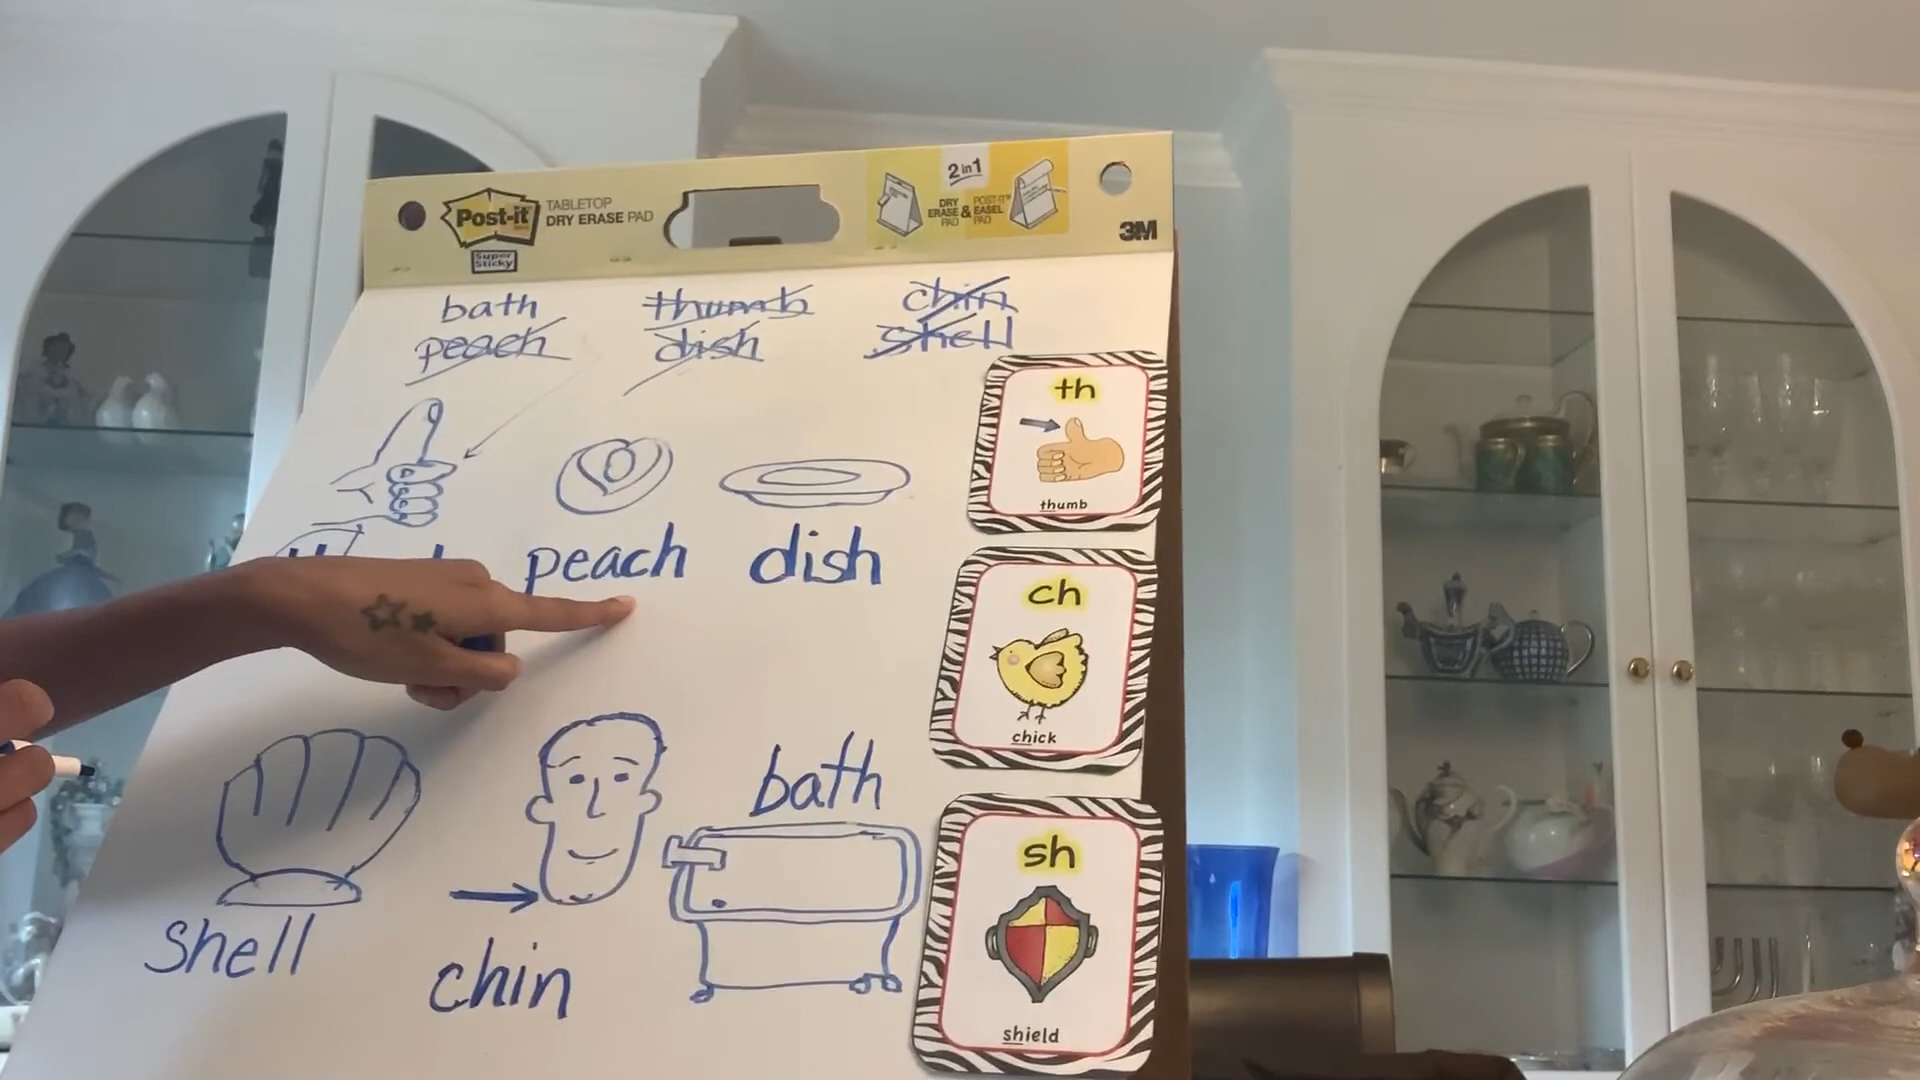 Post-it
TABLETOP
DRY ERASE PAD
Super
Sticky
2 in 1
DRY
ERASE
PAD
&
POST-IT
EASEL
PAD
3M
bath
thumb
chin
peach
dish
shell
th
thumb
peach
dish
ch
chick
bath
sh
shield
shell
chin